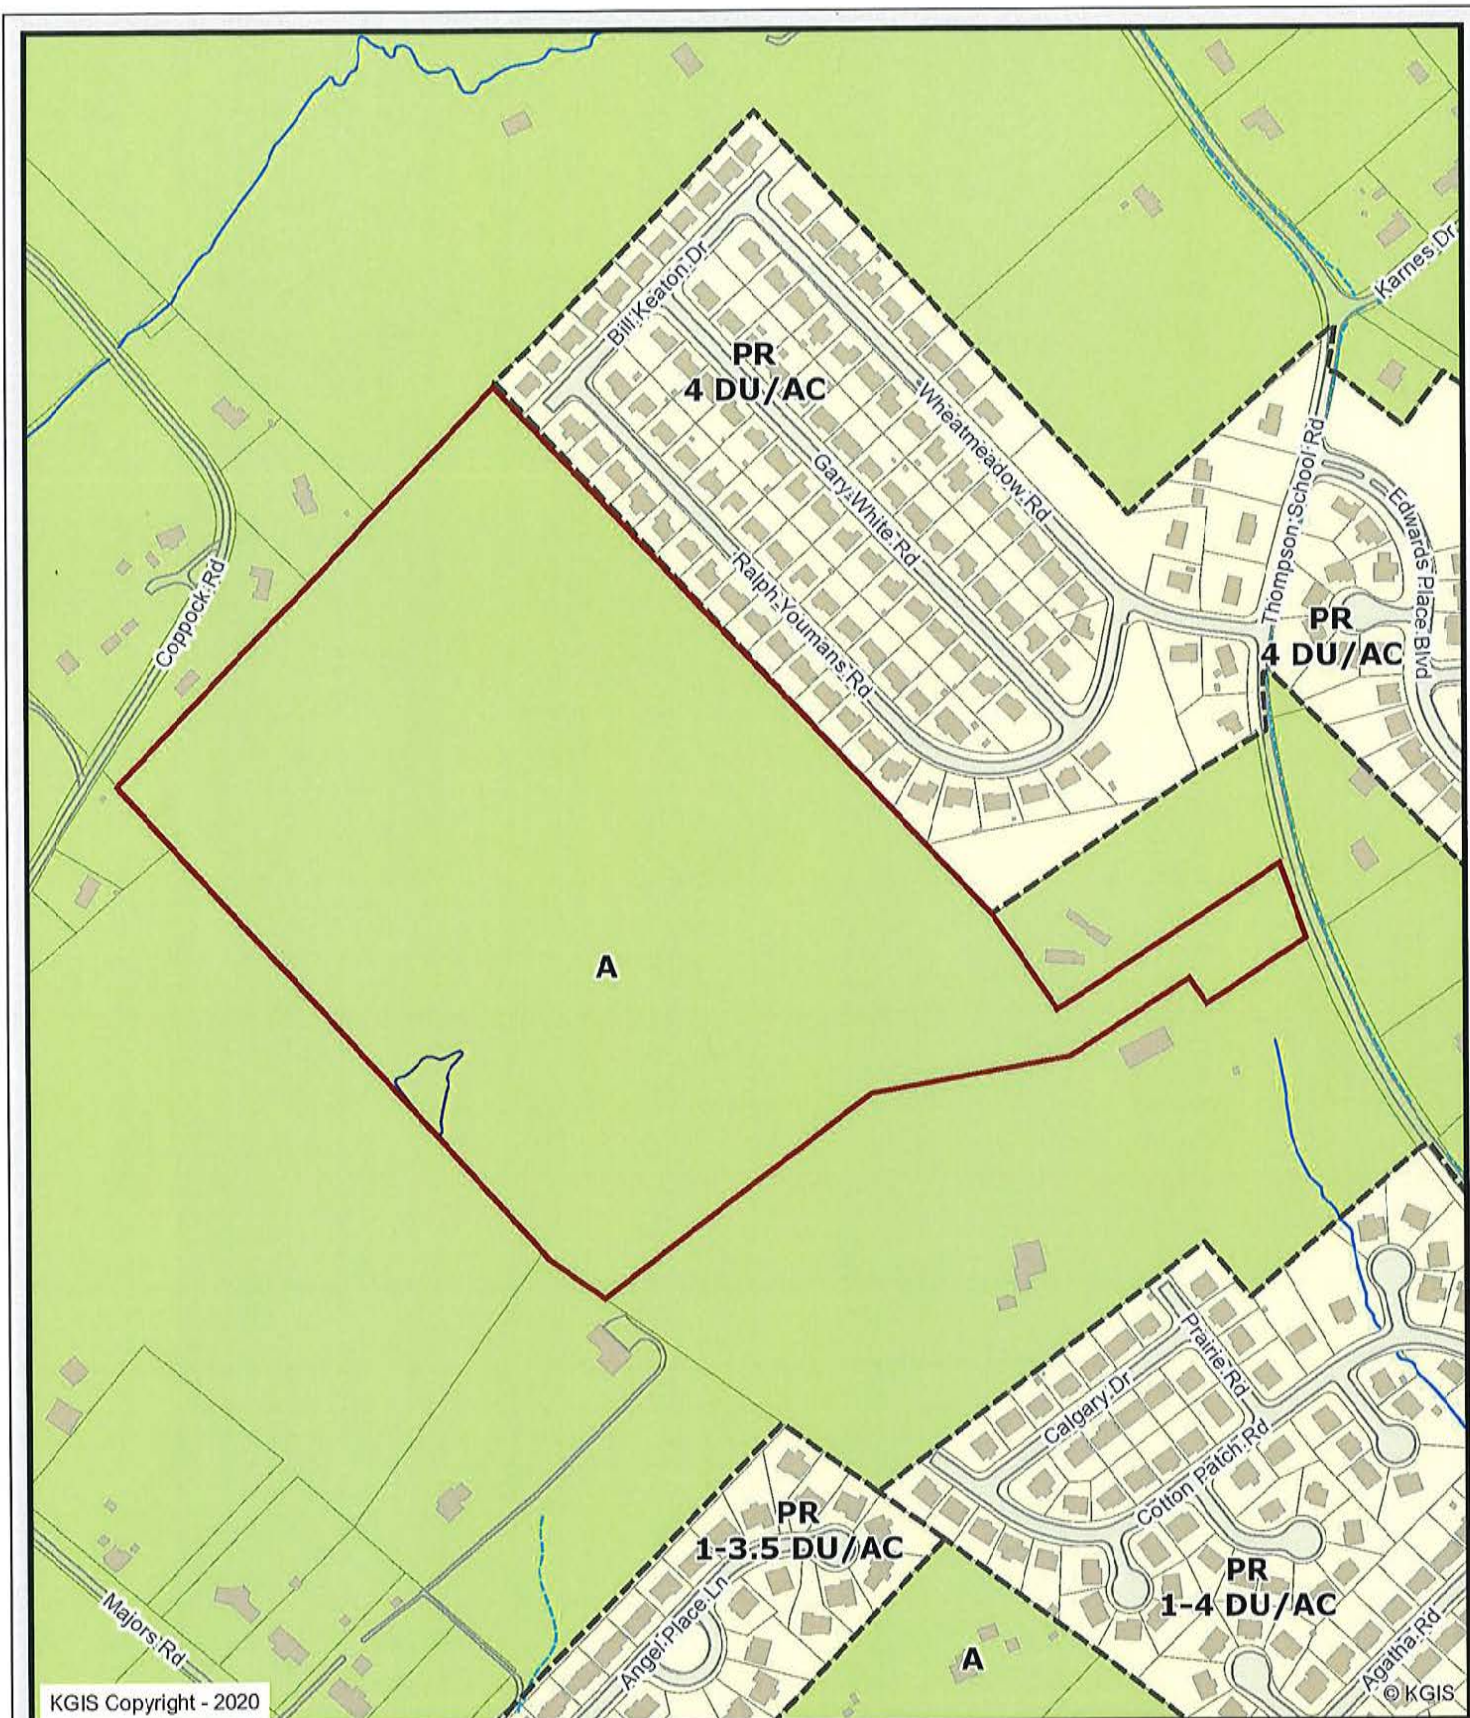 Karnes Dr
Bill Keaton Dr
PR
4 DU/AC
Wheatmeadow Rd
Gary White Rd
Thompson School Rd
Edwards Place Blvd
Ralph Youmans Rd
Coppock Rd
PR
4 DU/AC
A
Prairie Rd
Calgary Dr
Cotton Patch Rd
PR
1-3.5 DU/AC
PR
1-4 DU/AC
Majors Rd
Angel Place Ln
A
Agatha Rd
KGIS Copyright - 2020
© KGIS